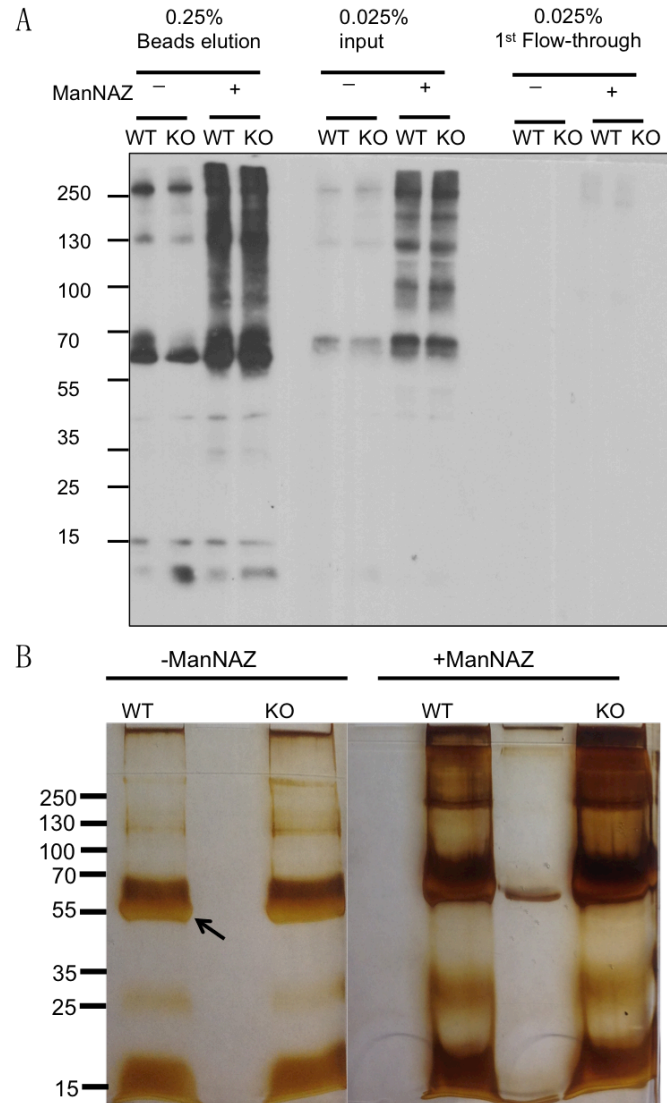 A
0.25% 0.025% 0.025%
Beads elution input 1st Flow-through
ManNAZ – + – + – +
WT KO WT KO WT KO WT KO WT KO WT KO
250
130
100
70
55
35
25
15
B
-ManNAZ +ManNAZ
WT KO WT KO
250
130
100
70
55
35
25
15